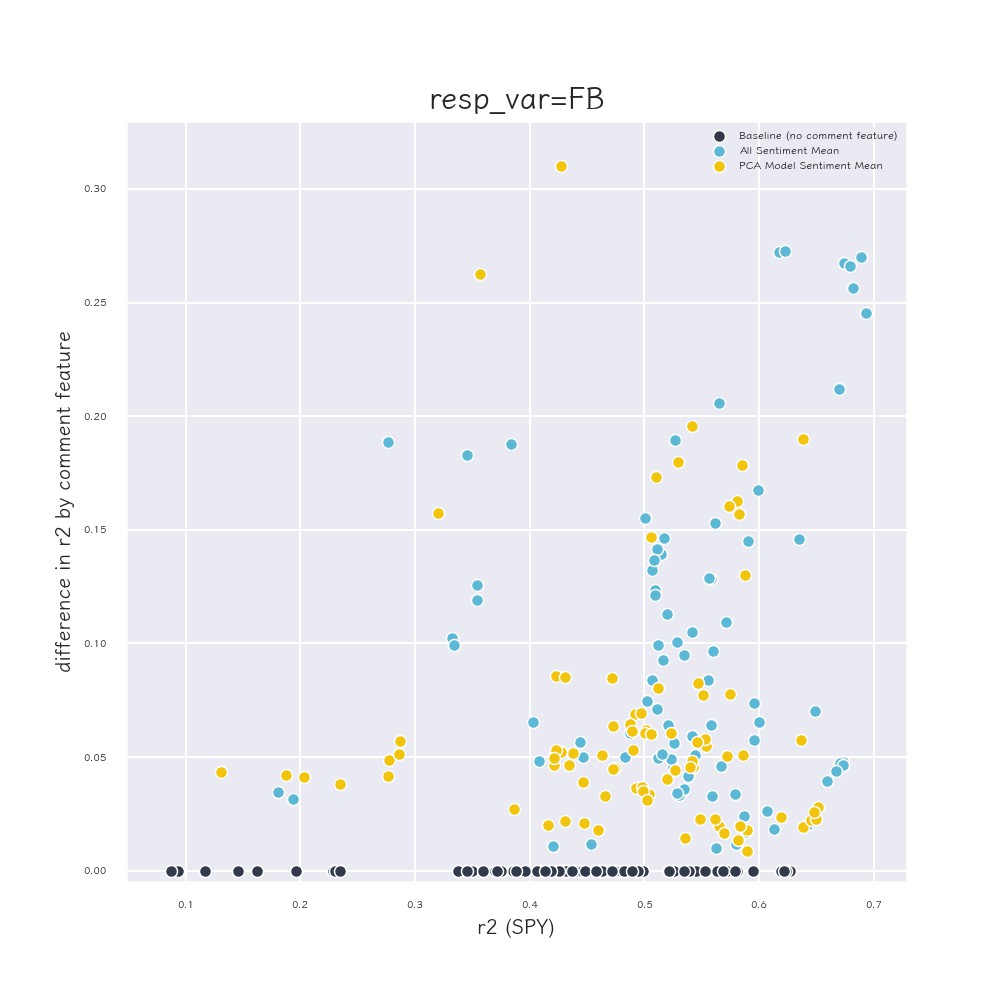 resp_var=FB
Baseline (no comment feature)
All Sentiment Mean
PCA Model Sentiment Mean
difference in r2 by comment feature
0.30
0.25
0.20
0.15
0.10
0.05
0.00
0.1 0.2 0.3 0.4 0.5 0.6 0.7
r2 (SPY)